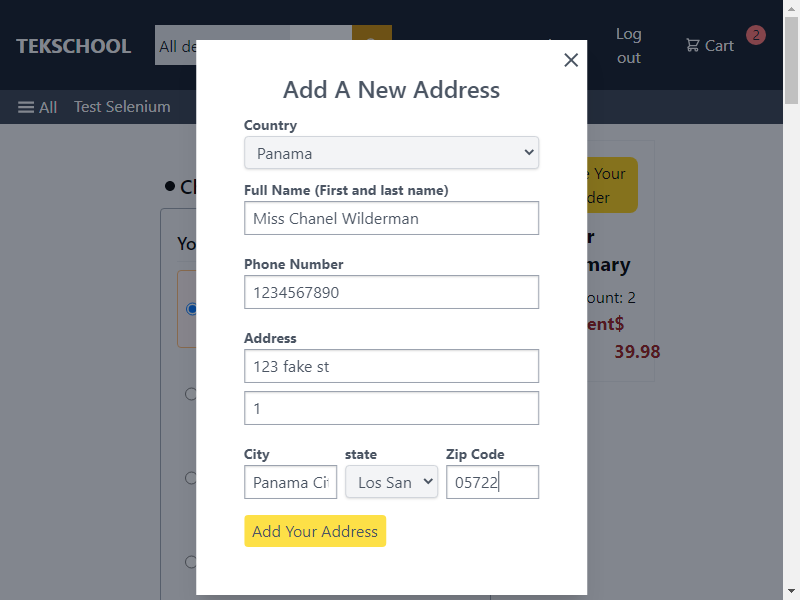 TEKSCHOOL
All de
Log out
Cart
2
All
Test Selenium
Add A New Address
Country
Panama
Full Name (First and last name)
Miss Chanel Wilderman
Phone Number
1234567890
Address
123 fake st
1
City
state
Zip Code
Panama Ci
Los San
05722
Add Your Address
Yo
Your
der
mary
ount: 2
ent$
39.98